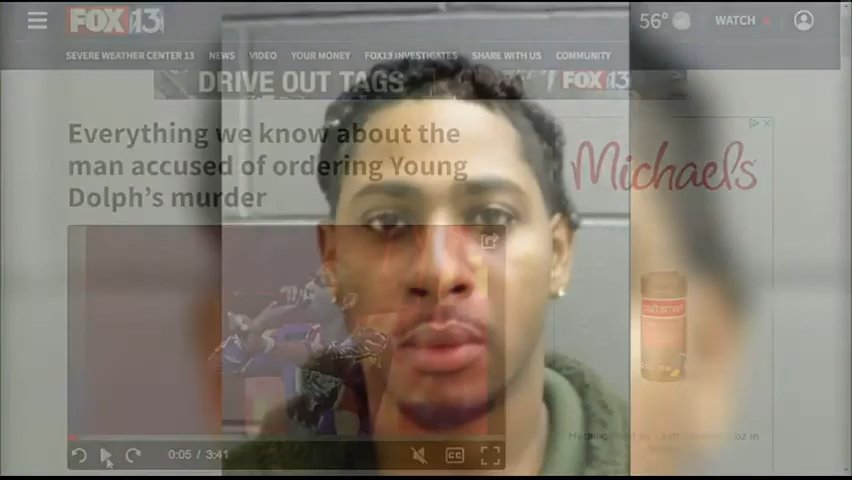 FOX 13
56°
WATCH
SEVERE WEATHER CENTER 13 NEWS VIDEO YOUR MONEY FOX13 INVESTIGATES SHARE WITH US COMMUNITY
DRIVE OUT TAGS
FOX13
Everything we know about the
man accused of ordering Young
Dolph's murder
Michaels
0:05 / 3:41
CC